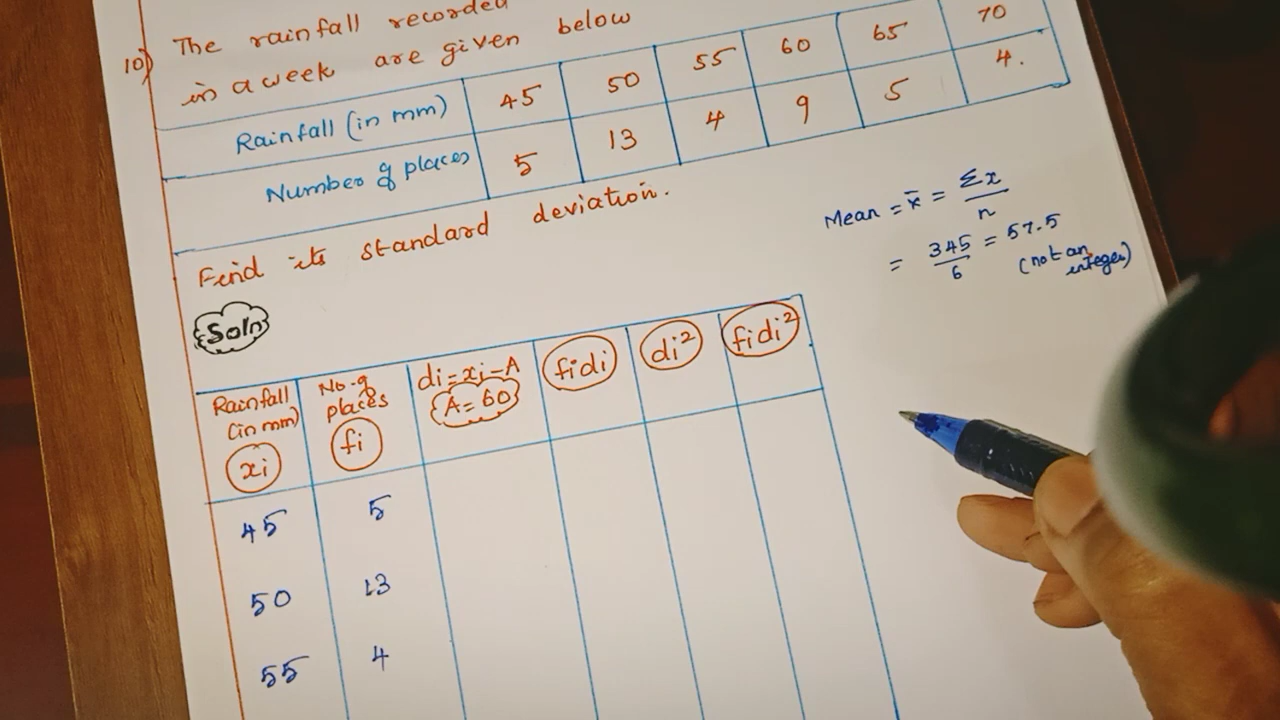 10) The rainfall recorded
in a week are given below
Rainfall (in mm) 45 50 55 60 65 70
Number of places 5 13 4 9 5 4.
Find its standard deviation.
Mean = x̄ = Σx/n
= 345/6 = 57.5
(not an integer)
Soln
Rainfall (in mm) xi | No. of places fi | di = xi - A A = 60 | fidi | di² | fidi²
45 5
50 13
55 4